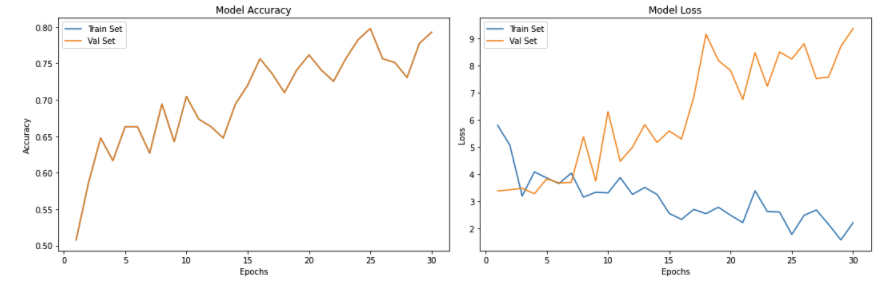 Model Accuracy
Train Set
Val Set
0.80
0.75
0.70
0.65
0.60
0.55
0.50
Accuracy
0
5
10
15
20
25
30
Epochs
Model Loss
Train Set
Val Set
9
8
7
6
5
4
3
2
Loss
0
5
10
15
20
25
30
Epochs